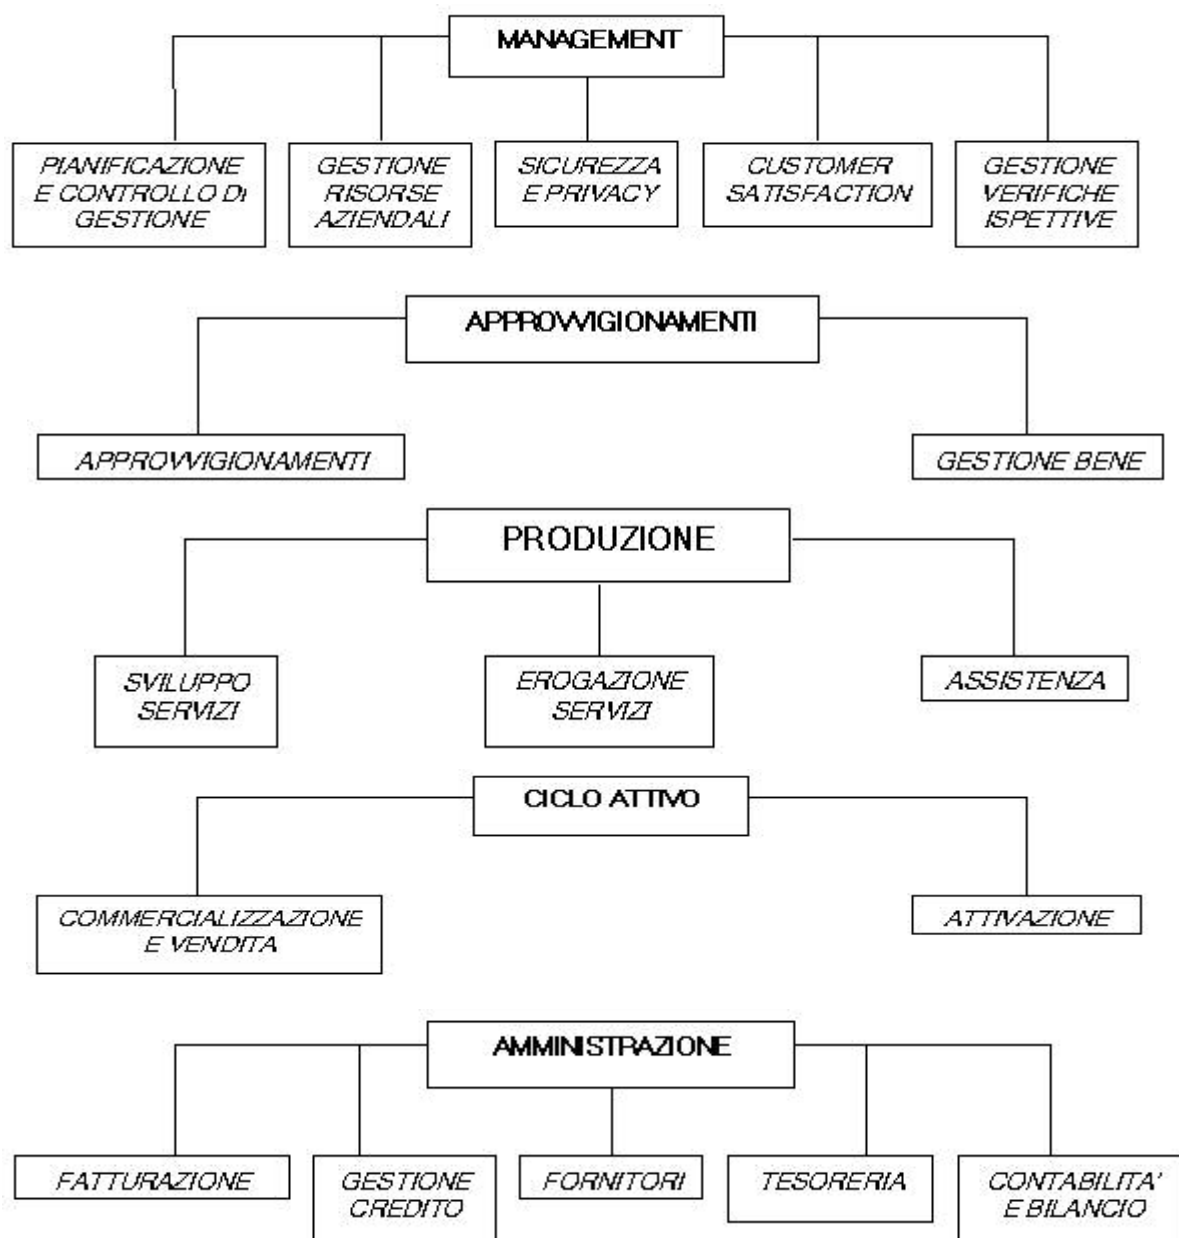 MANAGEMENT
PIANIFICAZIONE
E CONTROLLO DI
GESTIONE
GESTIONE
RISORSE
AZIENDALI
SICUREZZA
E PRIVACY
CUSTOMER
SATISFACTION
GESTIONE
VERIFICHE
ISPETTIVE
APPROVVIGIONAMENTI
APPROVVIGIONAMENTI
GESTIONE BENE
PRODUZIONE
SVILUPPO
SERVIZI
EROGAZIONE
SERVIZI
ASSISTENZA
CICLO ATTIVO
COMMERCIALIZZAZIONE
E VENDITA
ATTIVAZIONE
AMMINISTRAZIONE
FATTURAZIONE
GESTIONE
CREDITO
FORNITORI
TESORERIA
CONTABILITA'
E BILANCIO